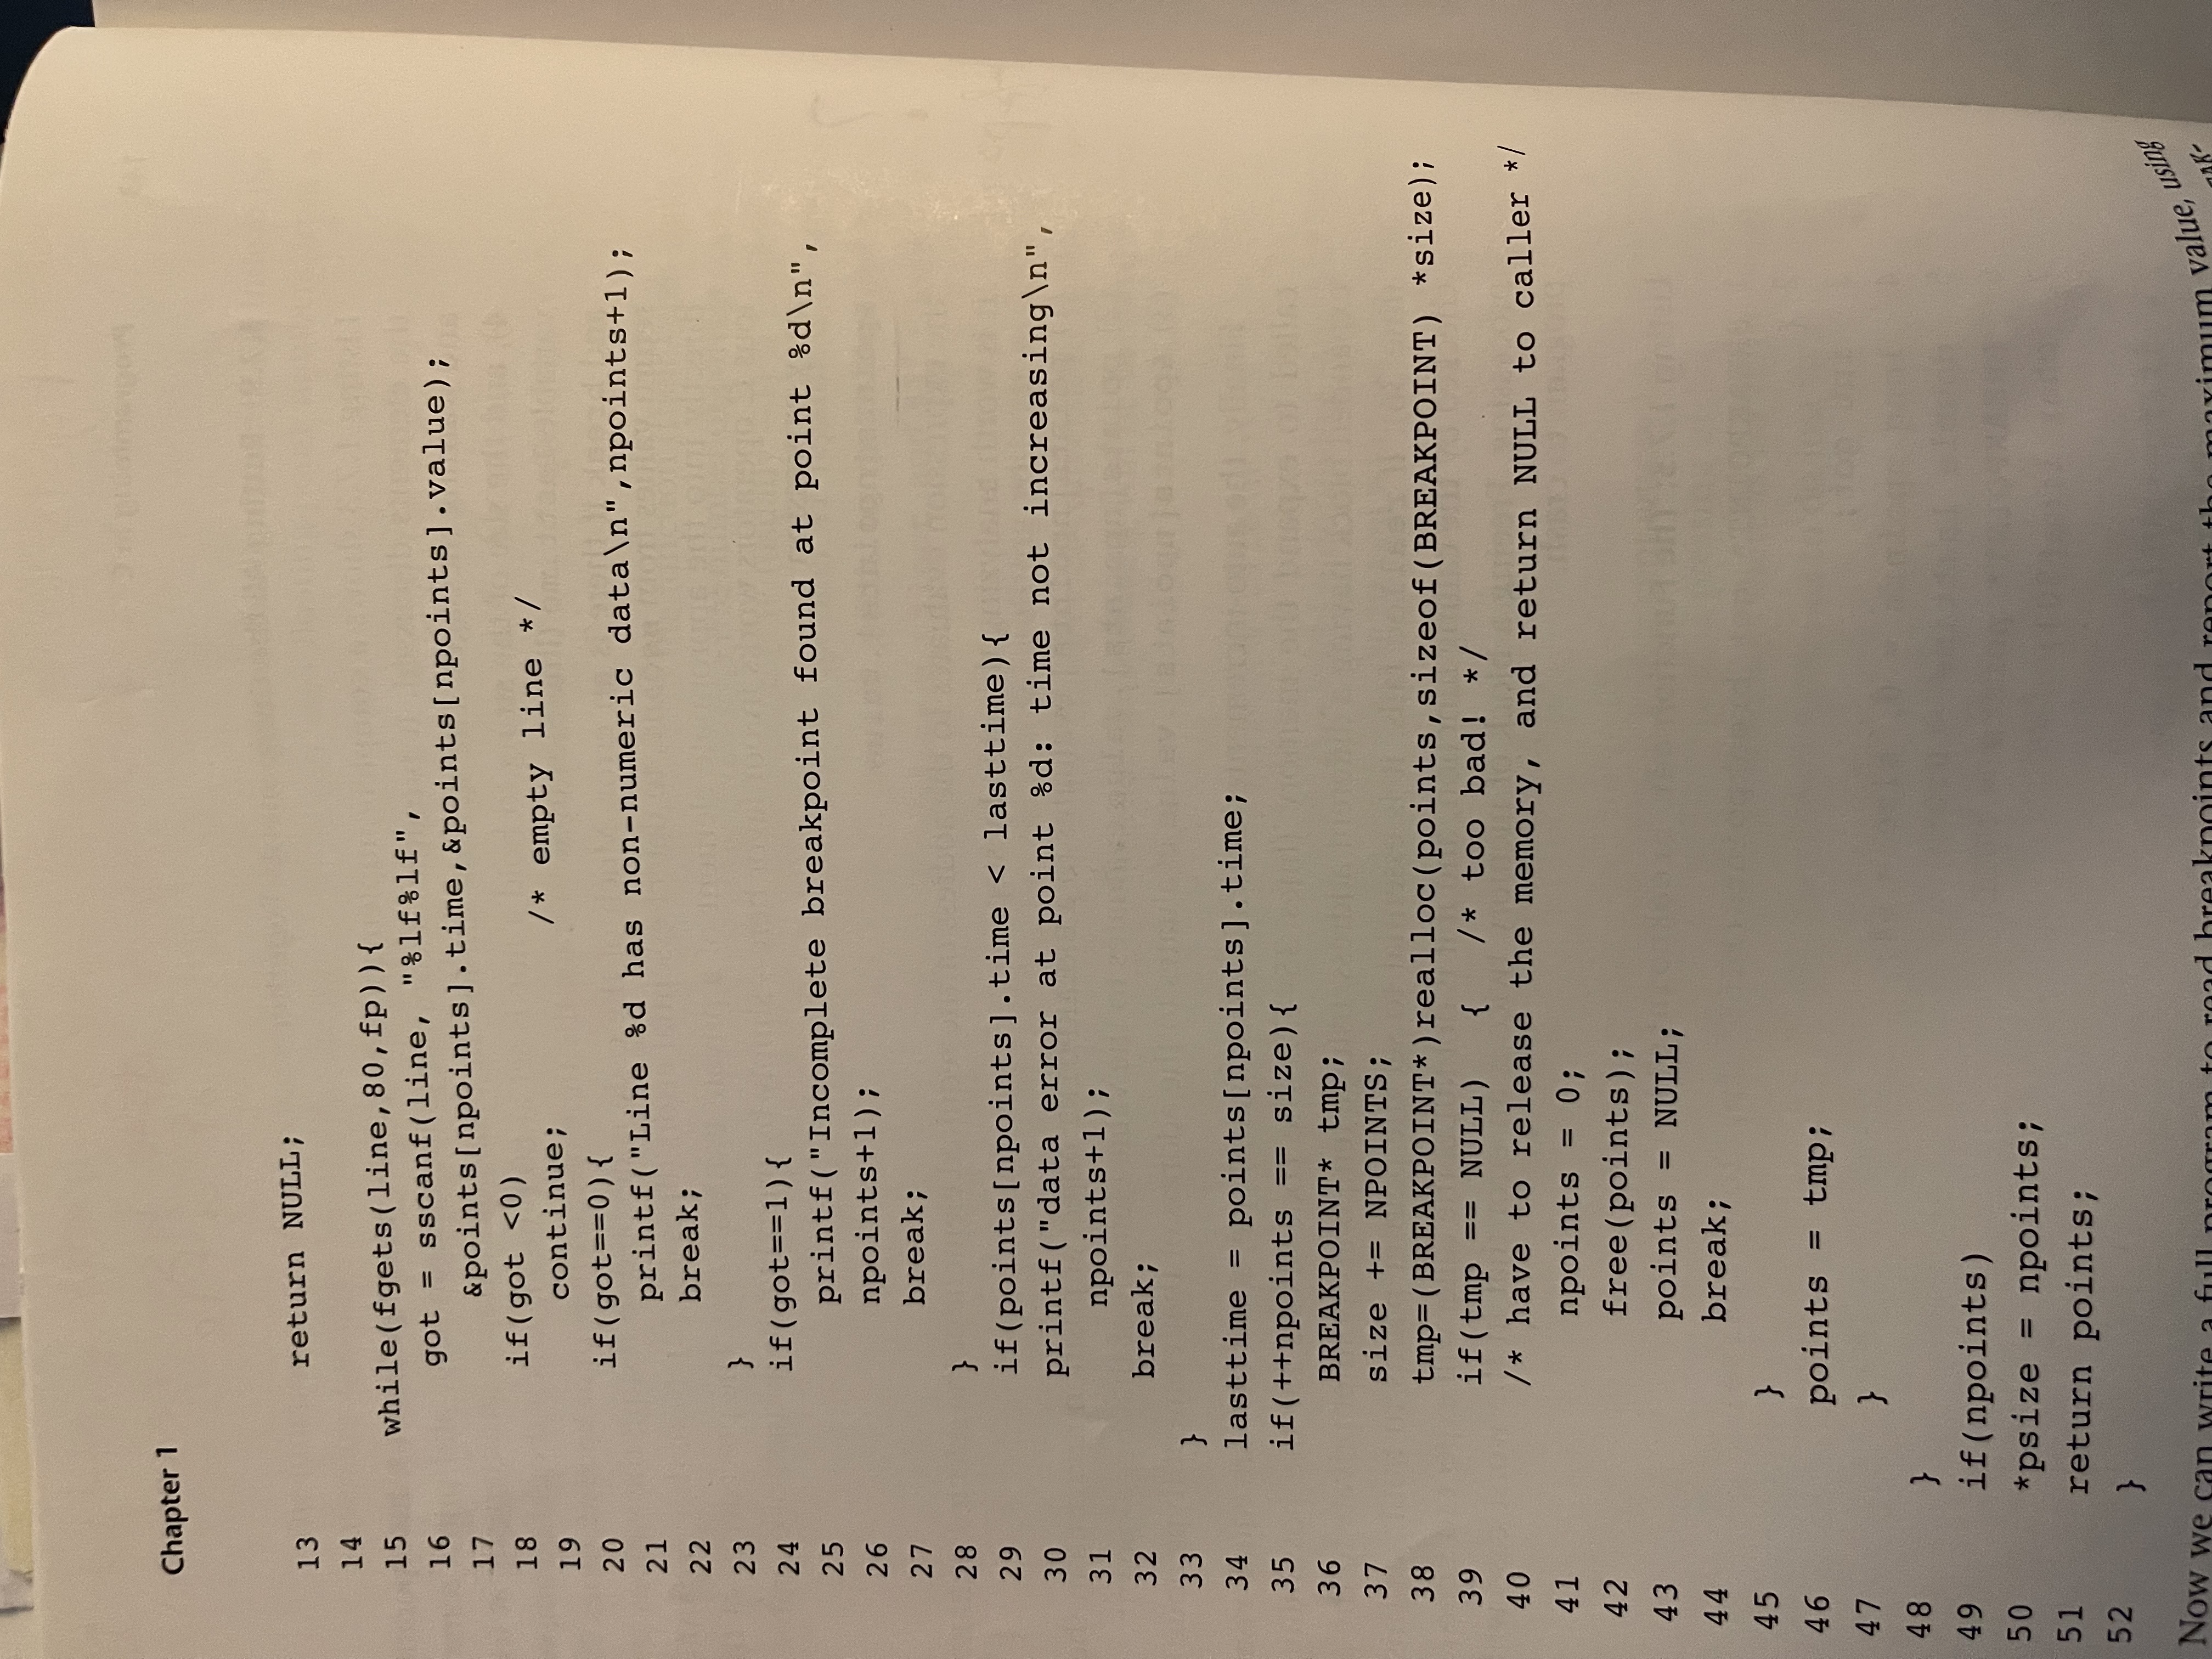 Chapter 1
13 return NULL;
14
15 while(fgets(line,80,fp)){
16 got = sscanf(line, "%lf%lf",
17 &points[npoints].time,&points[npoints].value);
18 if(got <0)
19 continue; /* empty line */
20 if(got==0){
21 printf("Line %d has non-numeric data\n",npoints+1);
22 break;
23 }
24 if(got==1){
25 printf("Incomplete breakpoint found at point %d\n",
26 npoints+1);
27 break;
28 }
29 if(points[npoints].time < lasttime){
30 printf("data error at point %d: time not increasing\n",
31 npoints+1);
32 break;
33 }
34 lasttime = points[npoints].time;
35 if(++npoints == size){
36 BREAKPOINT* tmp;
37 size += NPOINTS;
38 tmp=(BREAKPOINT*)realloc(points,sizeof(BREAKPOINT) *size);
39 if(tmp == NULL) { /* too bad! */
40 /* have to release the memory, and return NULL to caller */
41 npoints = 0;
42 free(points);
43 points = NULL;
44 break;
45 }
46 points = tmp;
47 }
48 }
49 if(npoints)
50 *psize = npoints;
51 return points;
52 }
Now we can write a full program to read breakpoints and report the maximum value, using